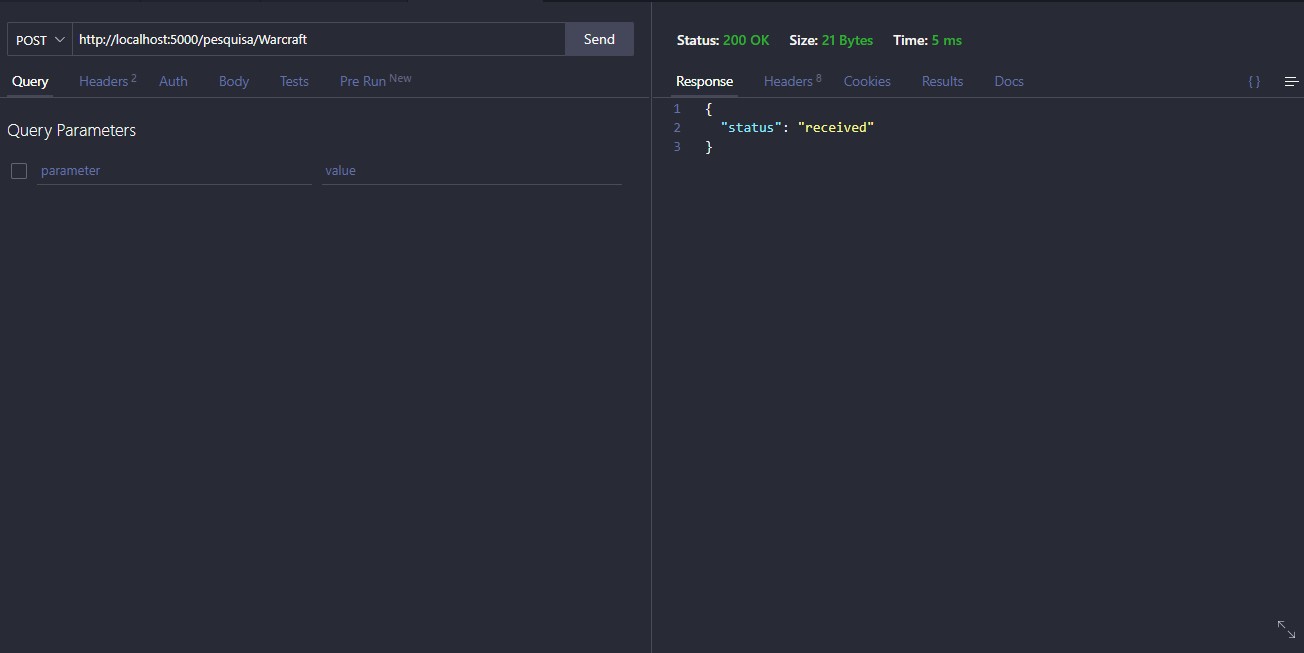 POST http://localhost:5000/pesquisa/Warcraft Send
Query Headers 2 Auth Body Tests Pre Run New
Query Parameters
parameter value
Status: 200 OK Size: 21 Bytes Time: 5 ms
Response Headers 8 Cookies Results Docs { }
1 {
2 "status": "received"
3 }